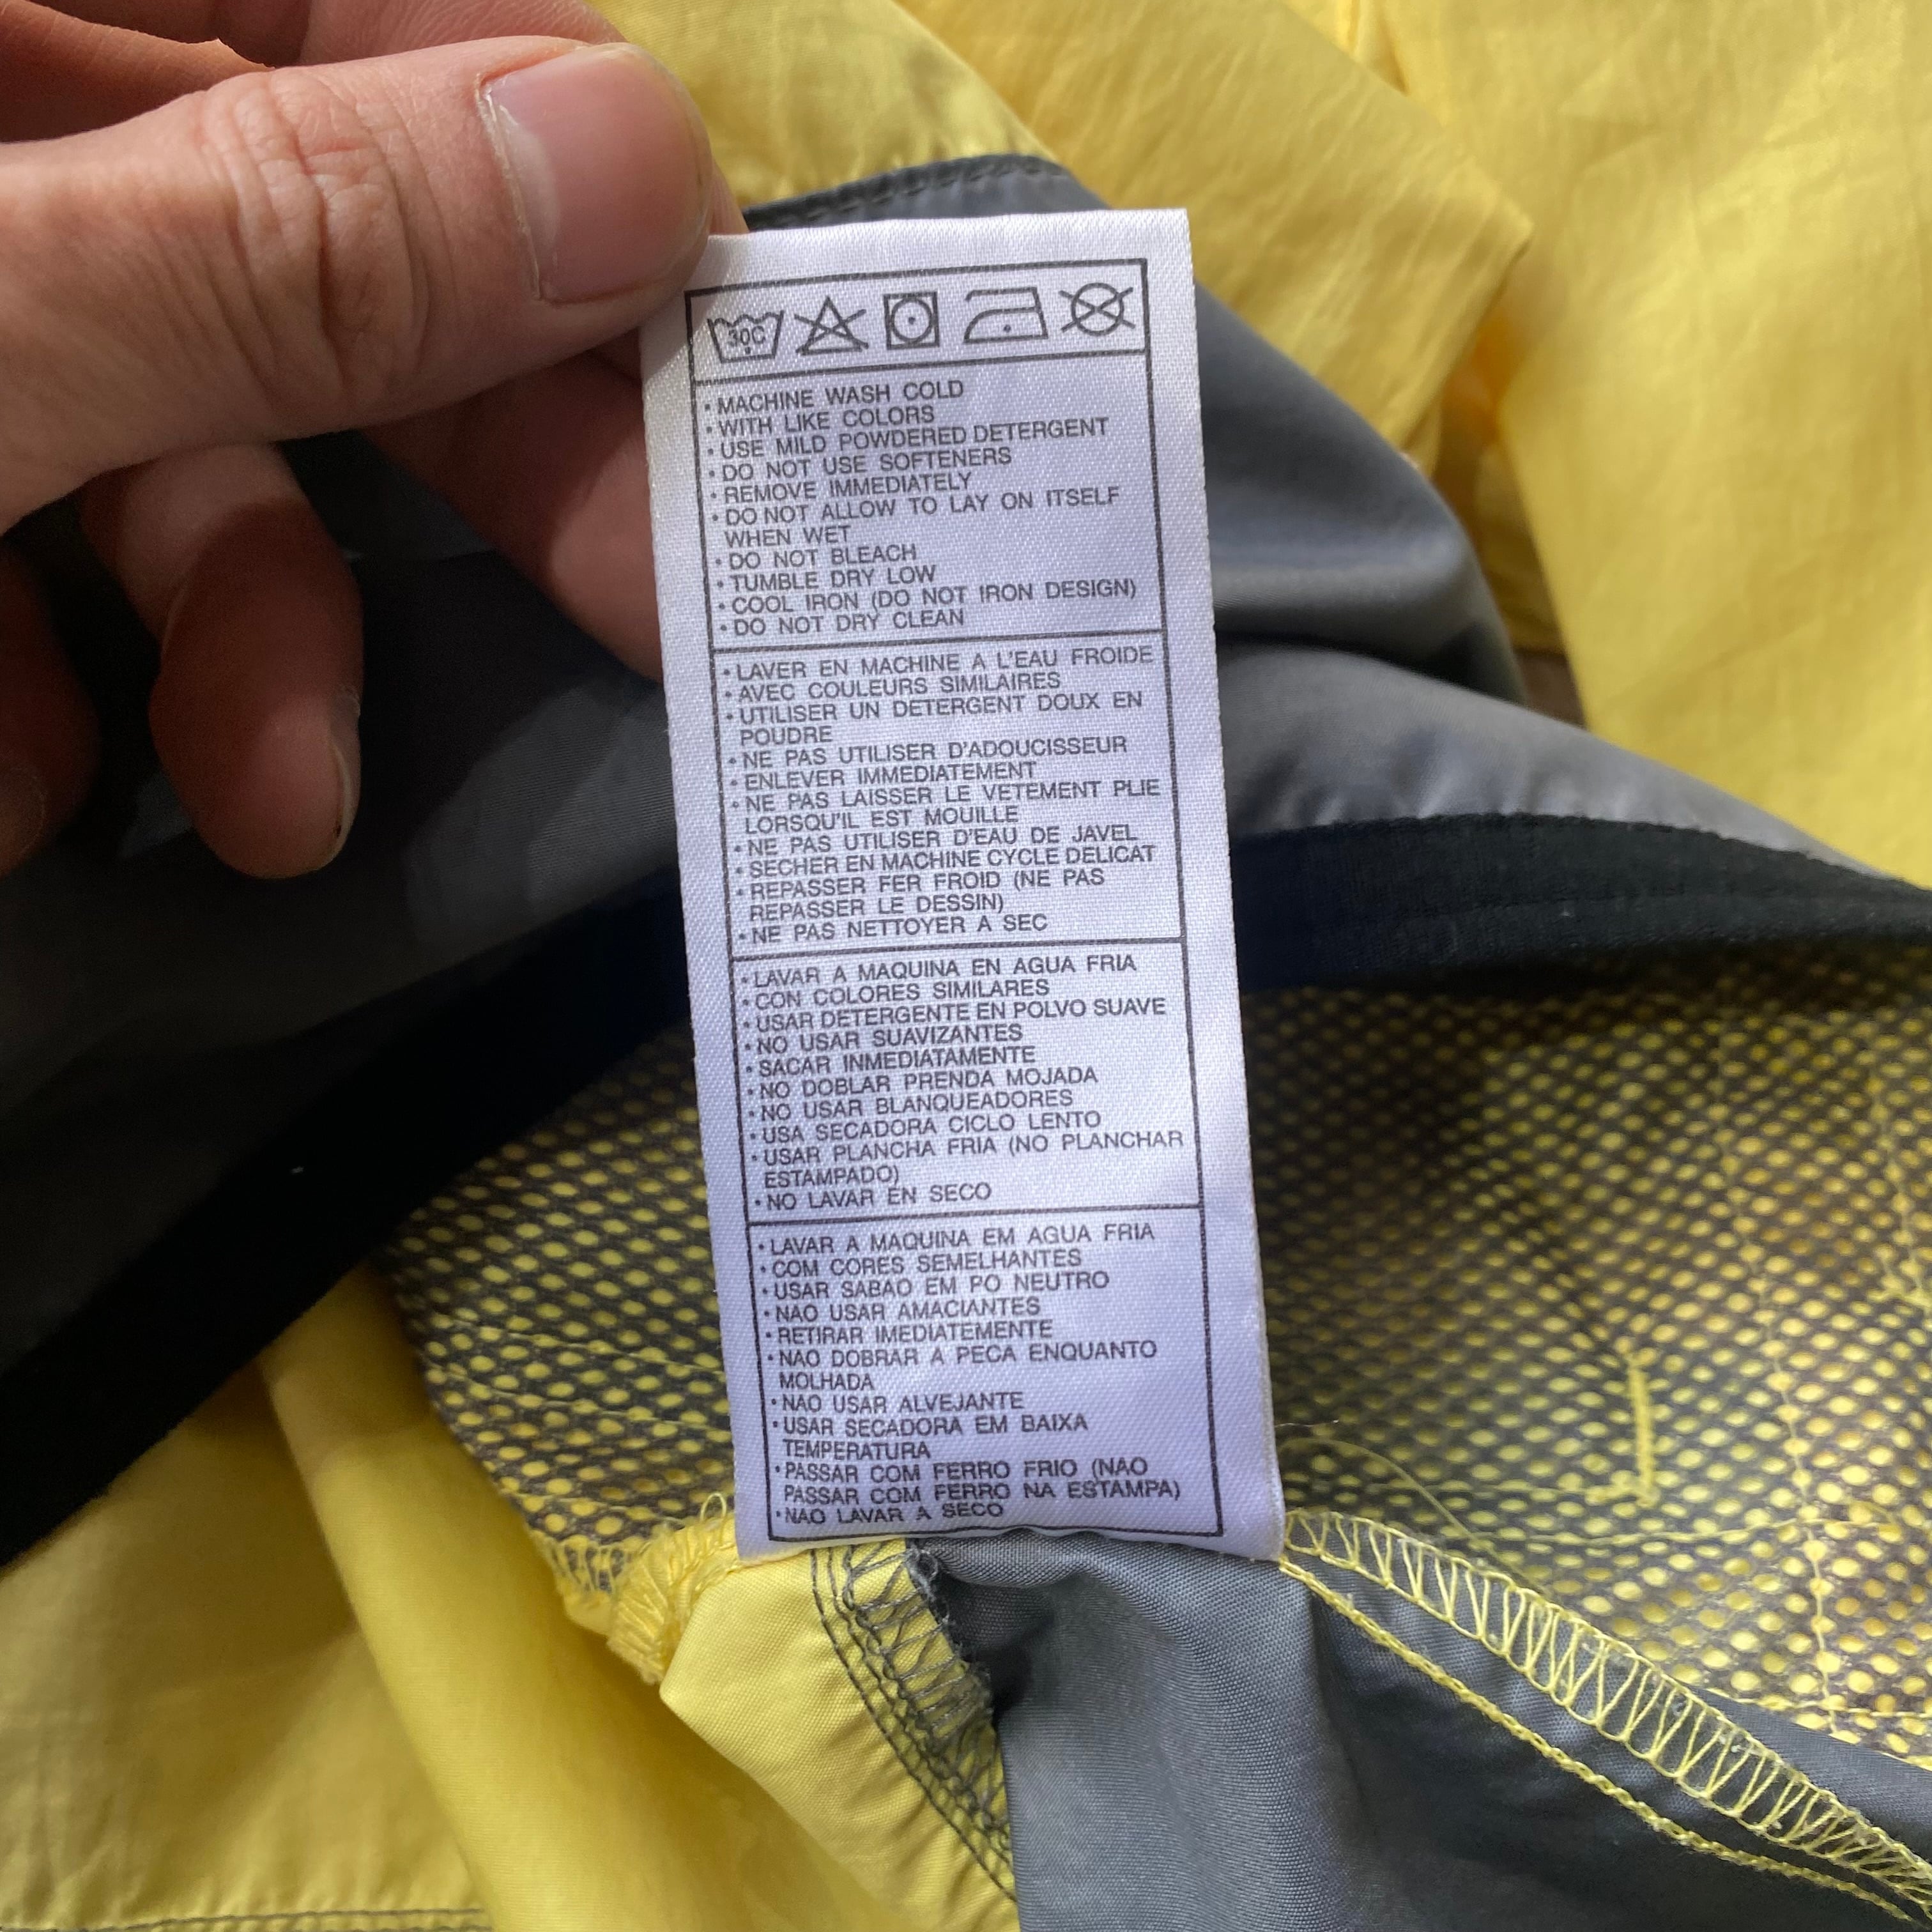 30C
• MACHINE WASH COLD
• WITH LIKE COLORS
• USE MILD POWDERED DETERGENT
• DO NOT USE SOFTENERS
• REMOVE IMMEDIATELY
• DO NOT ALLOW TO LAY ON ITSELF
WHEN WET
• DO NOT BLEACH
• TUMBLE DRY LOW
• COOL IRON (DO NOT IRON DESIGN)
• DO NOT DRY CLEAN
• LAVER EN MACHINE A L'EAU FROIDE
• AVEC COULEURS SIMILAIRES
• UTILISER UN DETERGENT DOUX EN
POUDRE
• NE PAS UTILISER D'ADOUCISSEUR
• ENLEVER IMMEDIATEMENT
• NE PAS LAISSER LE VETEMENT PLIE
LORSQU'IL EST MOUILLE
• NE PAS UTILISER D'EAU DE JAVEL
• SECHER EN MACHINE CYCLE DELICAT
• REPASSER FER FROID (NE PAS
REPASSER LE DESSIN)
• NE PAS NETTOYER A SEC
• LAVAR A MAQUINA EN AGUA FRIA
• CON COLORES SIMILARES
• USAR DETERGENTE EN POLVO SUAVE
• NO USAR SUAVIZANTES
• SACAR INMEDIATAMENTE
• NO DOBLAR PRENDA MOJADA
• NO USAR BLANQUEADORES
• USA SECADORA CICLO LENTO
• USAR PLANCHA FRIA (NO PLANCHAR
ESTAMPADO)
• NO LAVAR EN SECO
• LAVAR A MAQUINA EM AGUA FRIA
• COM CORES SEMELHANTES
• USAR SABAO EM PO NEUTRO
• NAO USAR AMACIANTES
• RETIRAR IMEDIATEMENTE
• NAO DOBRAR A PECA ENQUANTO
MOLHADA
• NAO USAR ALVEJANTE
• USAR SECADORA EM BAIXA
TEMPERATURA
• PASSAR COM FERRO FRIO (NAO
PASSAR COM FERRO NA ESTAMPA)
• NAO LAVAR A SECO